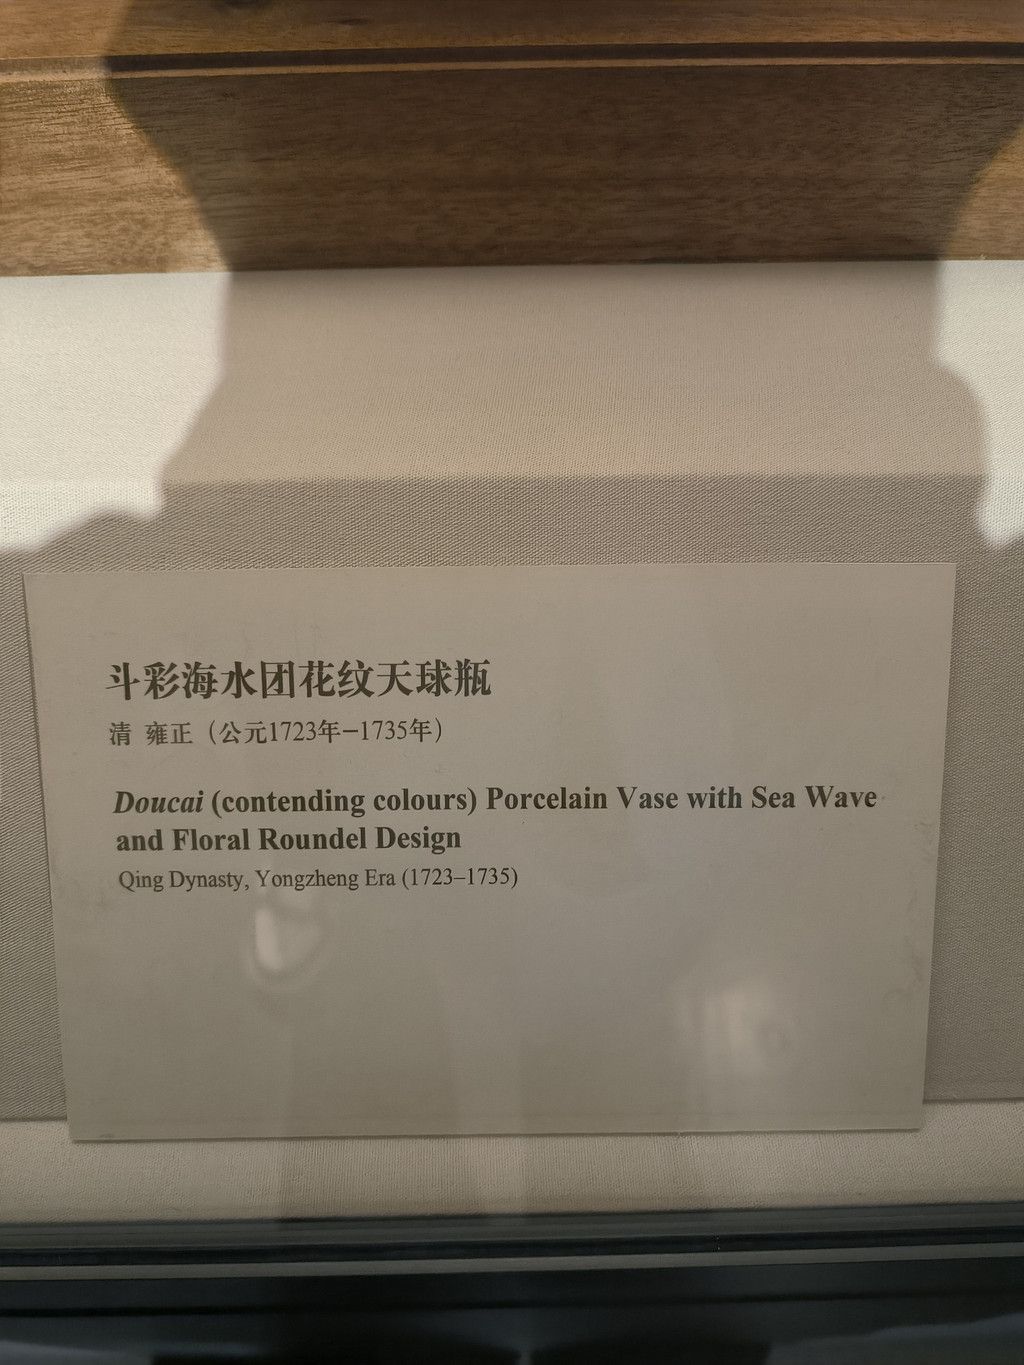 斗彩海水团花纹天球瓶
清 雍正（公元1723年–1735年）
Doucai (contending colours) Porcelain Vase with Sea Wave
and Floral Roundel Design
Qing Dynasty, Yongzheng Era (1723–1735)